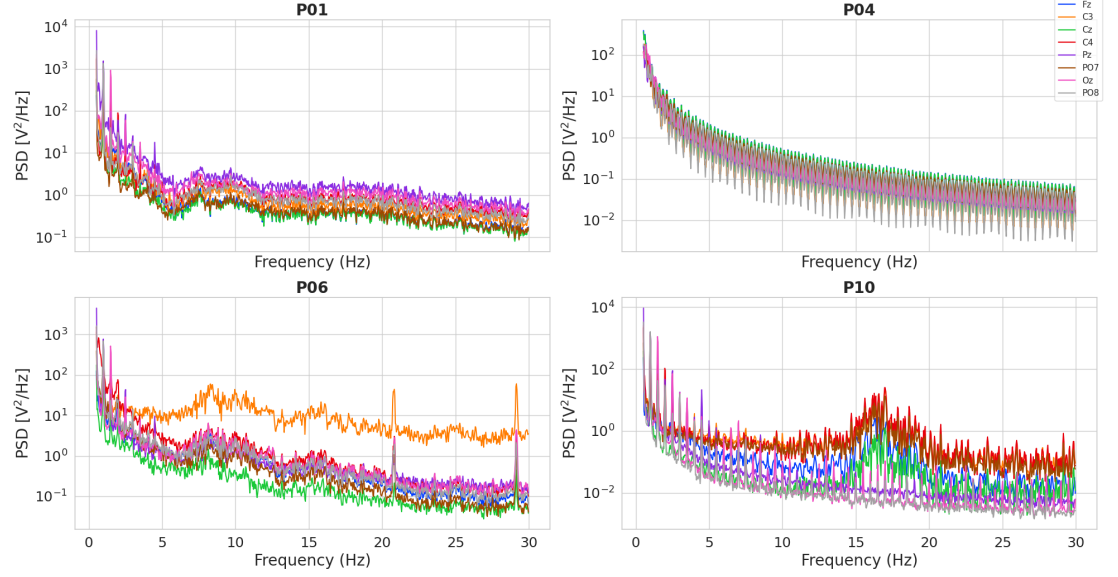 P01
PSD [V²/Hz]
10⁴
10³
10²
10¹
10⁰
10⁻¹
Frequency (Hz)
P04
PSD [V²/Hz]
10²
10¹
10⁰
10⁻¹
10⁻²
Frequency (Hz)
Fz
C3
Cz
C4
Pz
PO7
Oz
PO8
P06
PSD [V²/Hz]
10³
10²
10¹
10⁰
10⁻¹
0 5 10 15 20 25 30
Frequency (Hz)
P10
PSD [V²/Hz]
10⁴
10²
10⁰
10⁻²
0 5 10 15 20 25 30
Frequency (Hz)